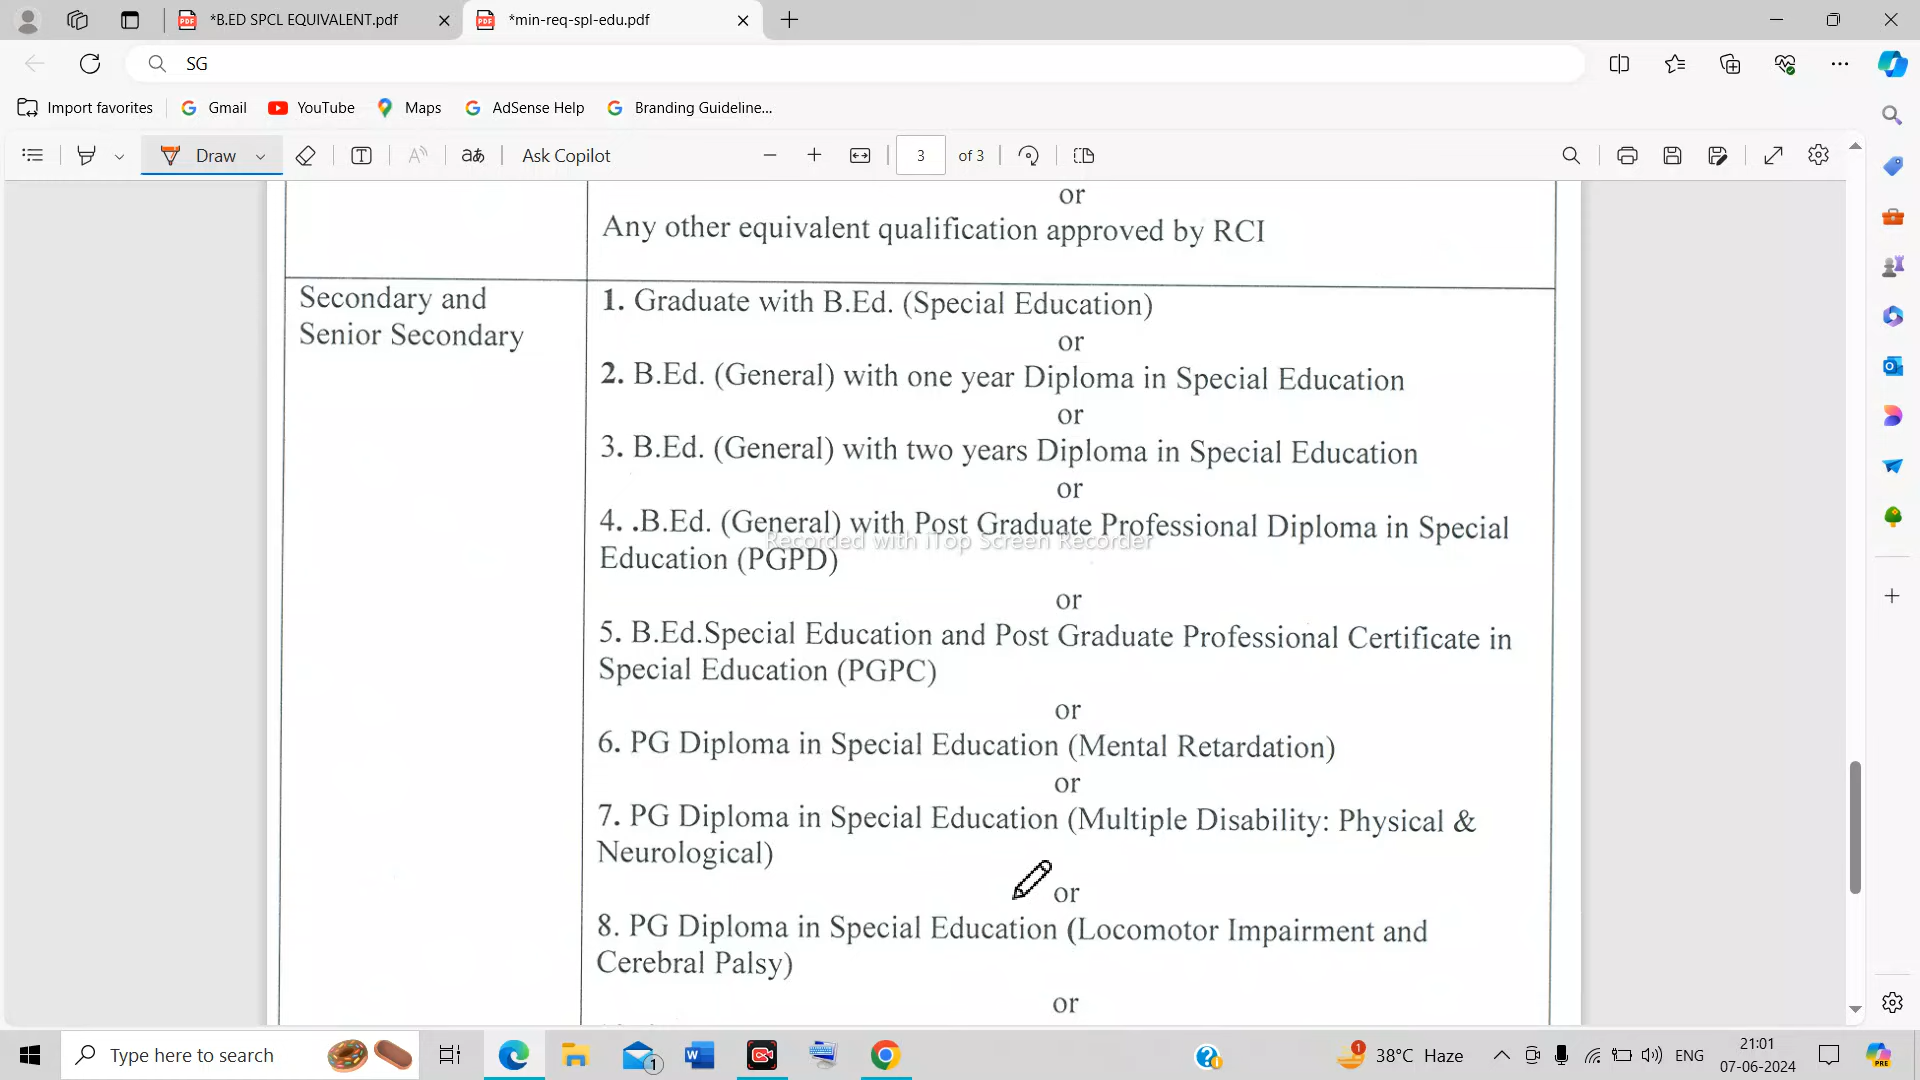 *B.ED SPCL EQUIVALENT.pdf
*min-req-spl-edu.pdf
SG
Import favorites
Gmail
YouTube
Maps
AdSense Help
Branding Guideline...
Draw
aあ
Ask Copilot
3
of 3
or
Any other equivalent qualification approved by RCI
Secondary and
Senior Secondary
1. Graduate with B.Ed. (Special Education)
or
2. B.Ed. (General) with one year Diploma in Special Education
or
3. B.Ed. (General) with two years Diploma in Special Education
or
4. .B.Ed. (General) with Post Graduate Professional Diploma in Special
Education (PGPD)
Recorded with iTop Screen Recorder
or
5. B.Ed.Special Education and Post Graduate Professional Certificate in
Special Education (PGPC)
or
6. PG Diploma in Special Education (Mental Retardation)
or
7. PG Diploma in Special Education (Multiple Disability: Physical &
Neurological)
or
8. PG Diploma in Special Education (Locomotor Impairment and
Cerebral Palsy)
or
Type here to search
1
1
38°C Haze
ENG
21:01
07-06-2024
PRE